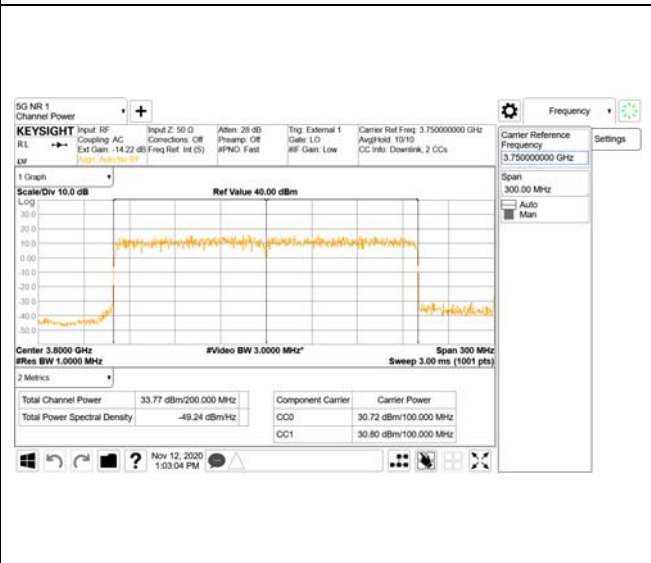 5G NR 1
Channel Power
Frequency
KEYSIGHT
Input: RF
Coupling: AC
Ext Gain: -14.22 dB
Align: Auto/No RF
RL
Input Z: 50 Ω
Corrections: Off
Freq Ref: Int (S)
Atten: 28 dB
Preamp: Off
#PNO: Fast
Trig: External 1
Gate: LO
#IF Gain: Low
Carrier Ref Freq: 3.750000000 GHz
Avg|Hold: 10/10
CC Info: Downlink, 2 CCs
Carrier Reference
Frequency
3.750000000 GHz
Settings
Span
300.00 MHz
Auto
Man
1 Graph
Scale/Div 10.0 dB
Ref Value 40.00 dBm
Log
30.0
20.0
10.0
0.00
-10.0
-20.0
-30.0
-40.0
-50.0
Center 3.8000 GHz
#Video BW 3.0000 MHz*
Span 300 MHz
#Res BW 1.0000 MHz
Sweep 3.00 ms (1001 pts)
2 Metrics
Total Channel Power 33.77 dBm/200.000 MHz
Total Power Spectral Density -49.24 dBm/Hz
Component Carrier Carrier Power
CC0 30.72 dBm/100.000 MHz
CC1 30.80 dBm/100.000 MHz
?
Nov 12, 2020
1:03:04 PM